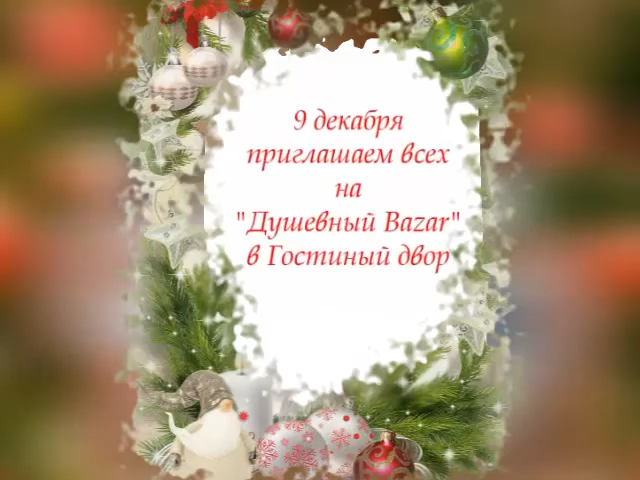 9 декабря
приглашаем всех
на
"Душевный Bazar"
в Гостиный двор